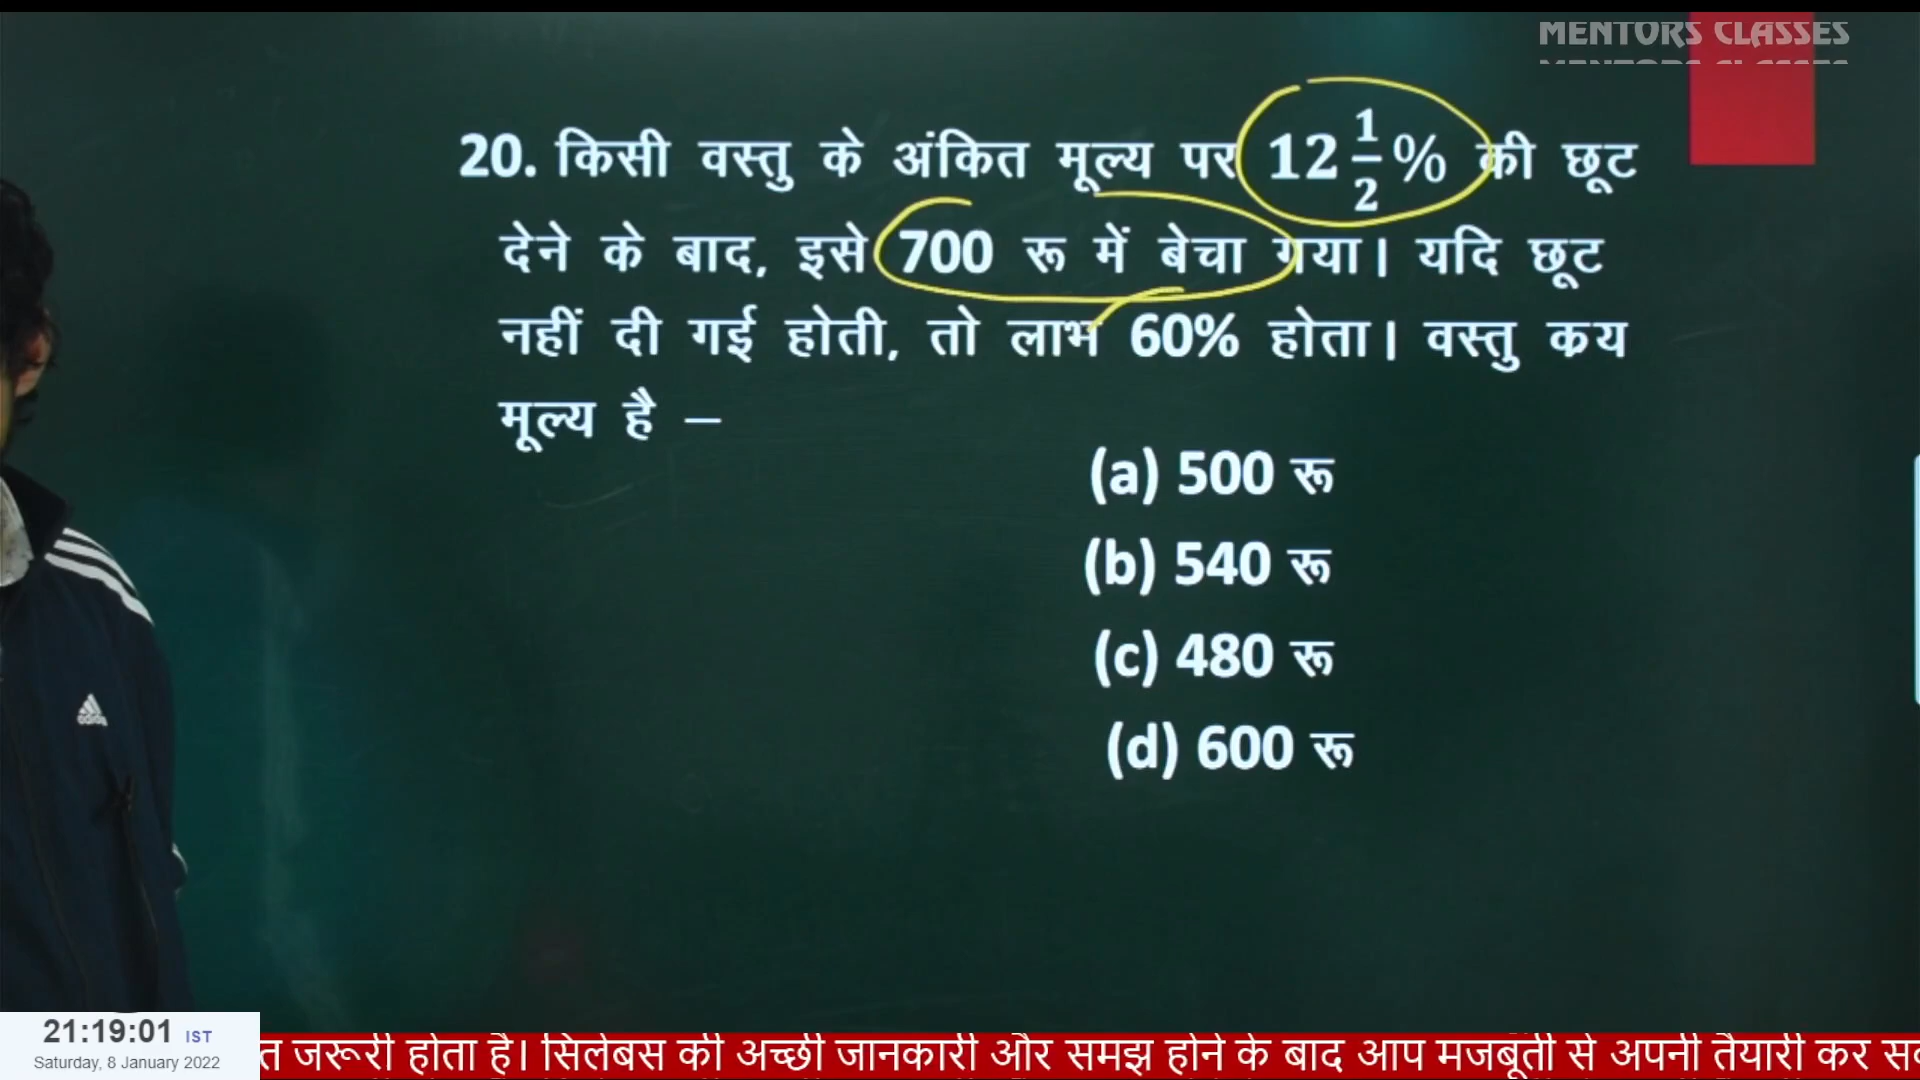 MENTORS CLASSES
20. किसी वस्तु के अंकित मूल्य पर 12 1/2 % की छूट
देने के बाद, इसे 700 रू में बेचा गया। यदि छूट
नहीं दी गई होती, तो लाभ 60% होता। वस्तु कय
मूल्य है –
(a) 500 रू
(b) 540 रू
(c) 480 रू
(d) 600 रू
adidas
21:19:01 IST
Saturday, 8 January 2022
त जरूरी होता है। सिलेबस की अच्छी जानकारी और समझ होने के बाद आप मजबूती से अपनी तैयारी कर